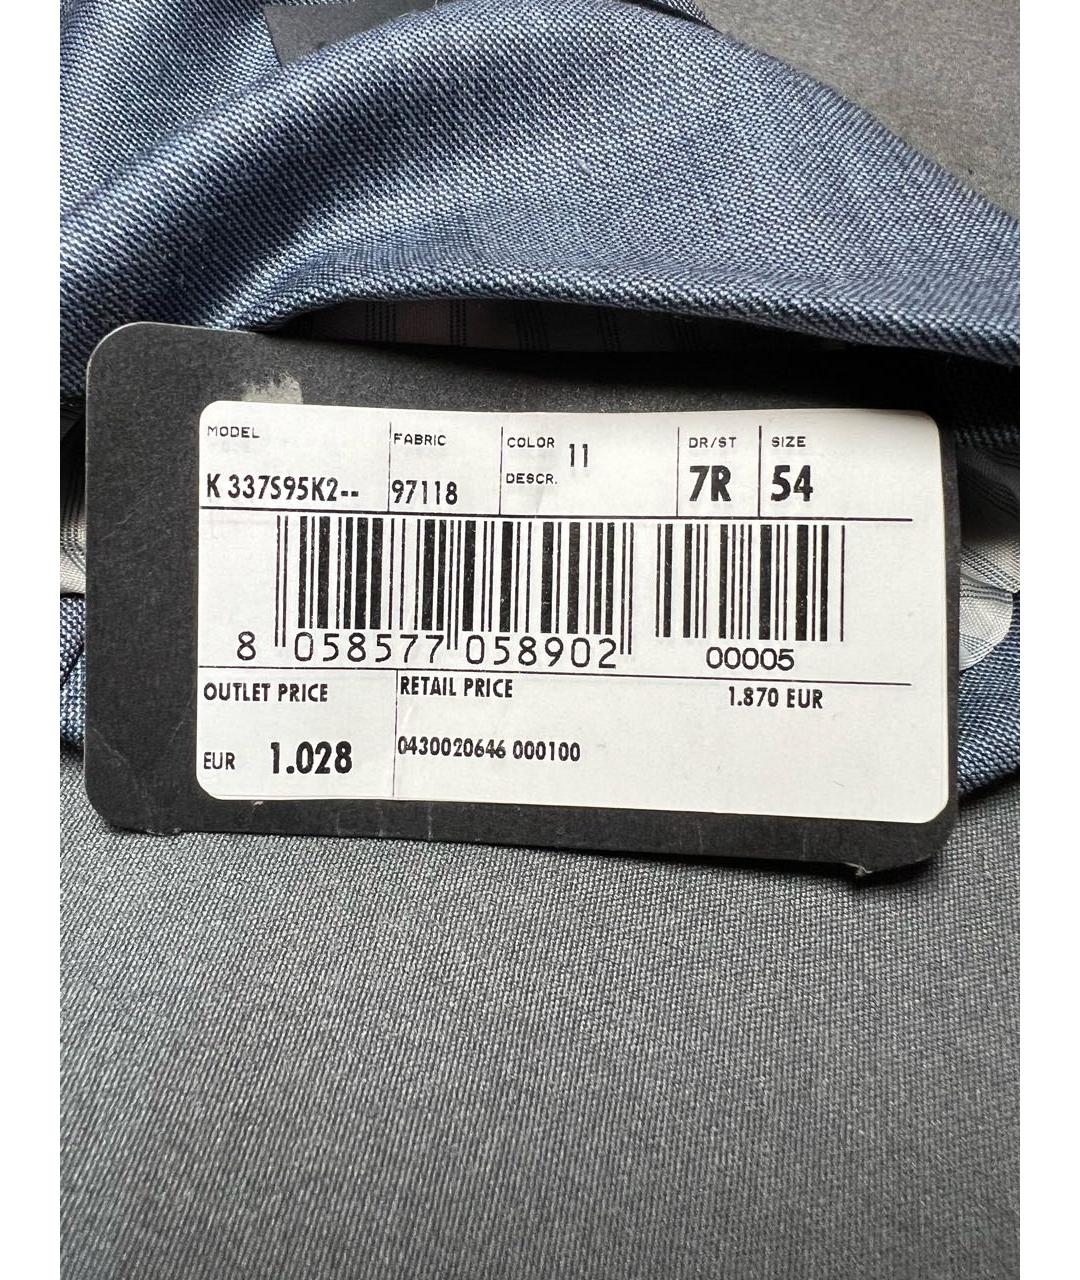 MODEL FABRIC COLOR 11 DR/ST SIZE
K 337S95K2-- 97118 DESCR. 7R 54
8 058577 058902 00005
OUTLET PRICE RETAIL PRICE 1.870 EUR
EUR 1.028 0430020646 000100